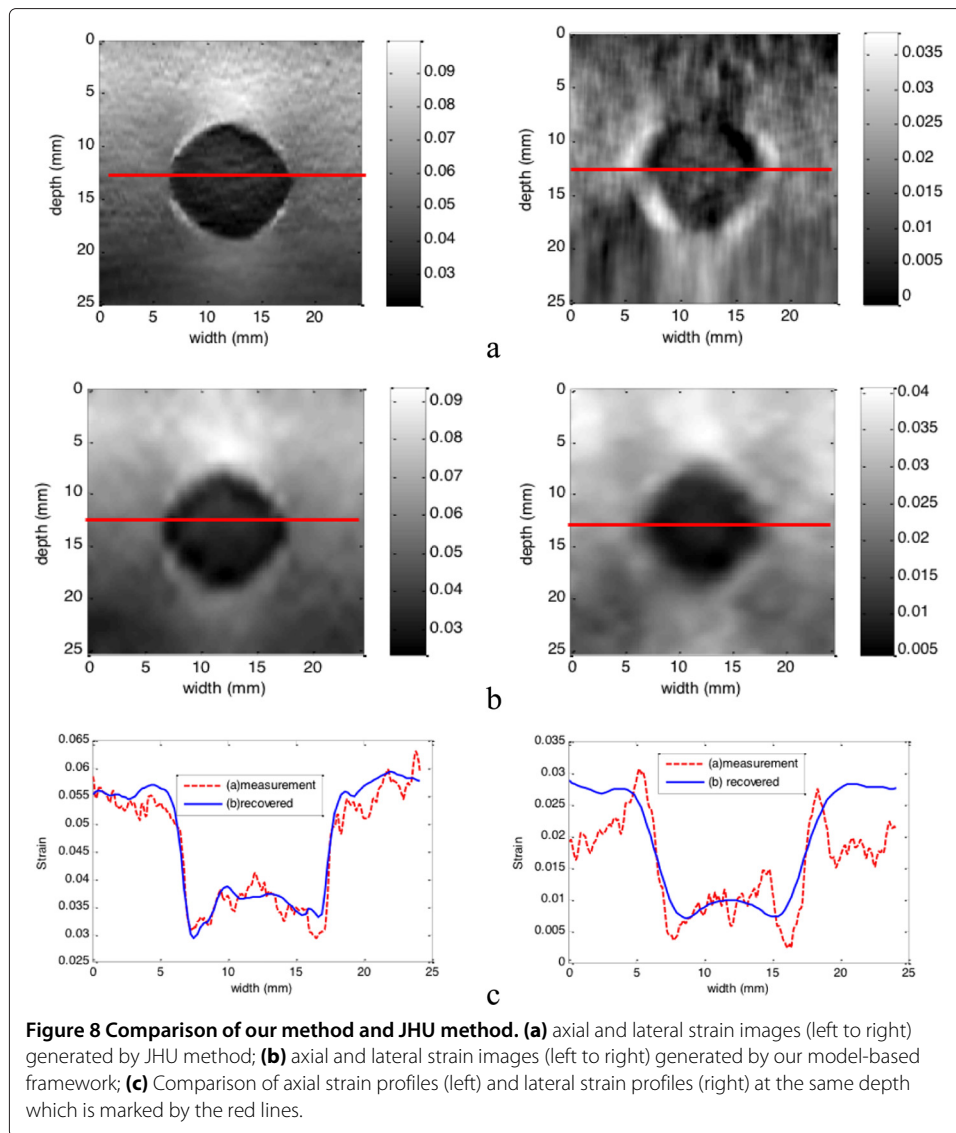 0
5
10
15
20
25
depth (mm)
0 5 10 15 20
width (mm)
0.09
0.08
0.07
0.06
0.05
0.04
0.03
0
5
10
15
20
25
depth (mm)
0 5 10 15 20
width (mm)
0.035
0.03
0.025
0.02
0.015
0.01
0.005
0
a
0
5
10
15
20
25
depth (mm)
0 5 10 15 20
width (mm)
0.09
0.08
0.07
0.06
0.05
0.04
0.03
0
5
10
15
20
25
depth (mm)
0 5 10 15 20
width (mm)
0.04
0.035
0.03
0.025
0.02
0.015
0.01
0.005
b
0.065
0.06
0.055
0.05
0.045
0.04
0.035
0.03
0.025
Strain
(a)measurement
(b)recovered
0 5 10 15 20 25
width (mm)
0.035
0.03
0.025
0.02
0.015
0.01
0.005
0
Strain
(a)measurement
(b) recovered
0 5 10 15 20 25
width (mm)
c
Figure 8 Comparison of our method and JHU method. (a) axial and lateral strain images (left to right)
generated by JHU method; (b) axial and lateral strain images (left to right) generated by our model-based
framework; (c) Comparison of axial strain profiles (left) and lateral strain profiles (right) at the same depth
which is marked by the red lines.